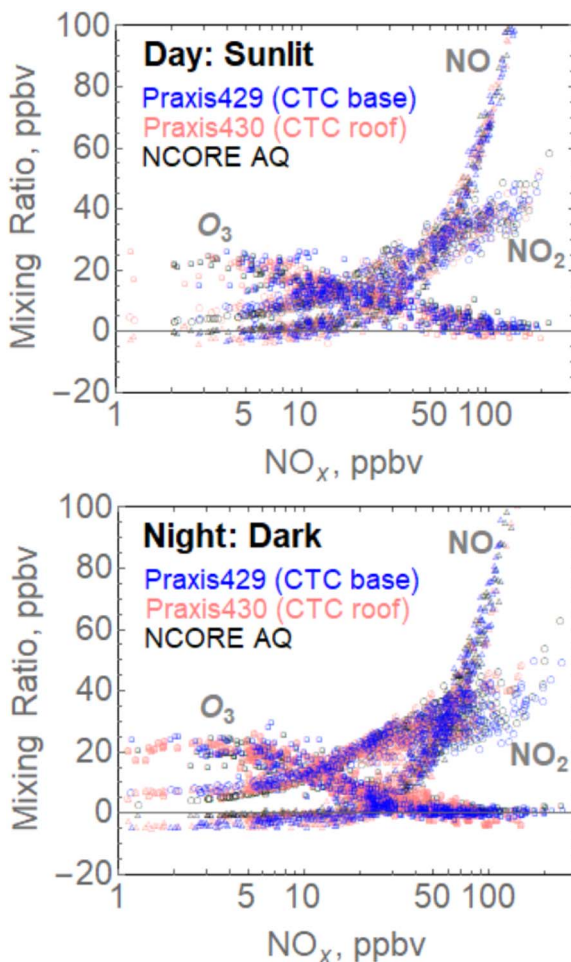 100
80
60
40
20
0
−20
Mixing Ratio, ppbv
Day: Sunlit
Praxis429 (CTC base)
Praxis430 (CTC roof)
NCORE AQ
NO
O3
NO2
1 5 10 50 100
NOx, ppbv
100
80
60
40
20
0
−20
Mixing Ratio, ppbv
Night: Dark
Praxis429 (CTC base)
Praxis430 (CTC roof)
NCORE AQ
NO
O3
NO2
1 5 10 50 100
NOx, ppbv